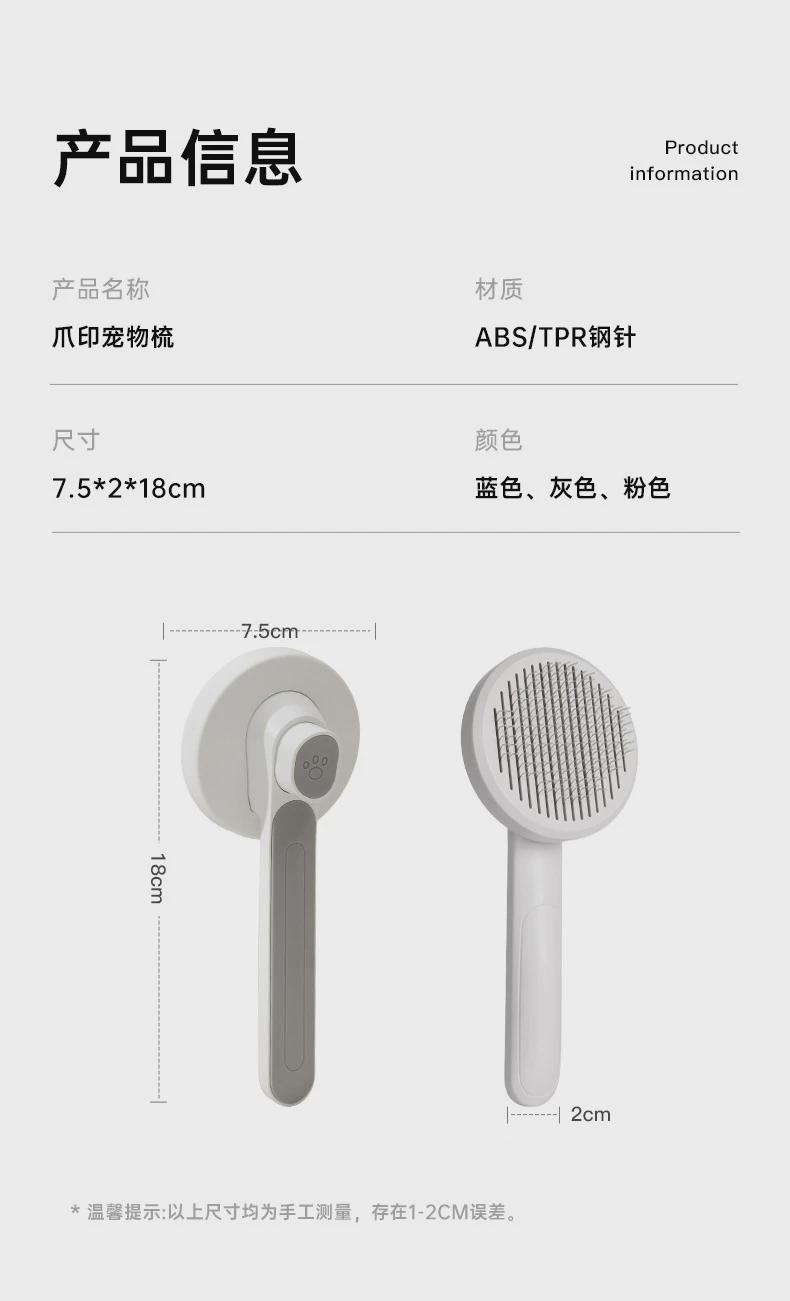 产品信息
Product
information
产品名称
材质
爪印宠物梳
ABS/TPR钢针
尺寸
颜色
7.5*2*18cm
蓝色、灰色、粉色
7.5cm
18cm
2cm
* 温馨提示:以上尺寸均为手工测量，存在1-2CM误差。